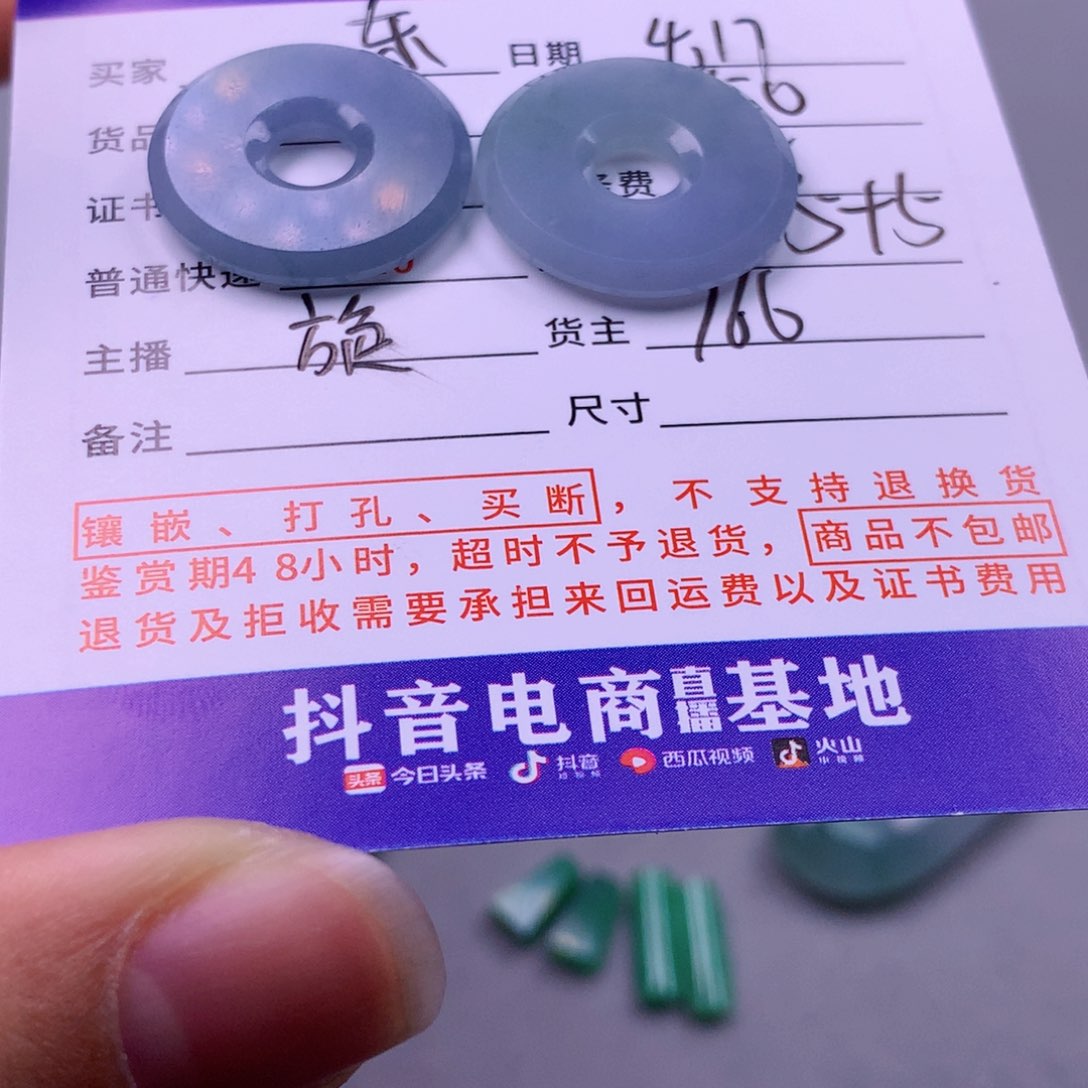 买家 东 日期 4.17
货品 56
证书 费
普通快递 5+5
主播 旋 货主 166
备注 尺寸
镶嵌、打孔、买断，不支持退换货
鉴赏期48小时，超时不予退货，商品不包邮
退货及拒收需要承担来回运费以及证书费用
抖音电商直播基地
头条 今日头条 抖音 西瓜视频 火山